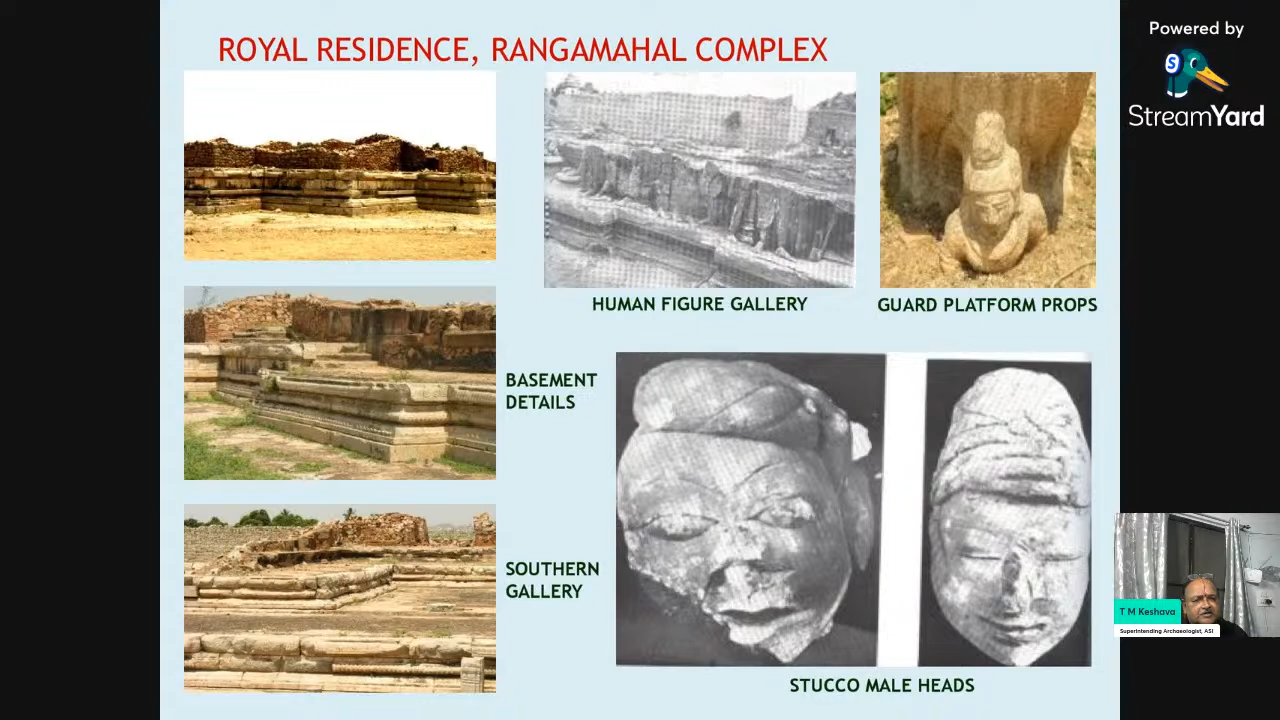 ROYAL RESIDENCE, RANGAMAHAL COMPLEX
Powered by
S
StreamYard
HUMAN FIGURE GALLERY
GUARD PLATFORM PROPS
BASEMENT
DETAILS
SOUTHERN
GALLERY
STUCCO MALE HEADS
T M Keshava
Superintending Archaeologist, ASI